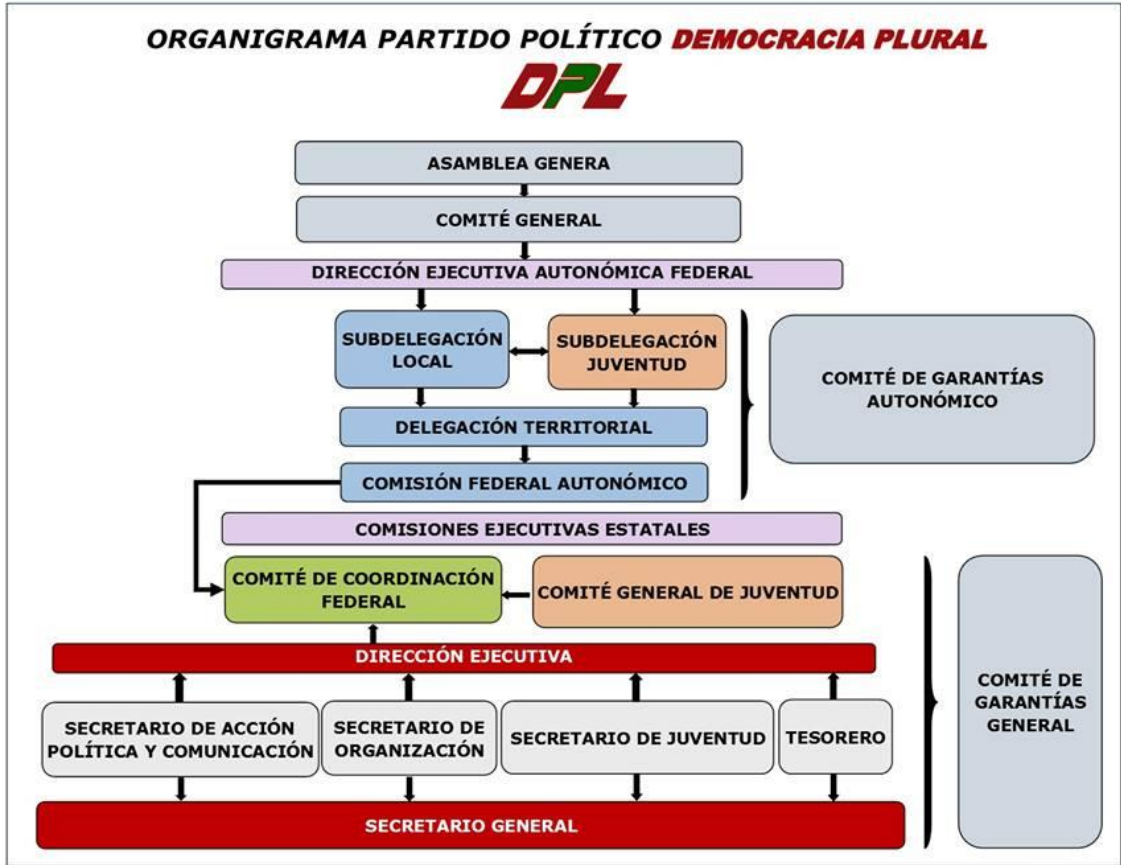 ORGANIGRAMA PARTIDO POLÍTICO DEMOCRACIA PLURAL
DPL
ASAMBLEA GENERA
COMITÉ GENERAL
DIRECCIÓN EJECUTIVA AUTONÓMICA FEDERAL
SUBDELEGACIÓN
LOCAL
SUBDELEGACIÓN
JUVENTUD
COMITÉ DE GARANTÍAS
AUTONÓMICO
DELEGACIÓN TERRITORIAL
COMISIÓN FEDERAL AUTONÓMICO
COMISIONES EJECUTIVAS ESTATALES
COMITÉ DE COORDINACIÓN
FEDERAL
COMITÉ GENERAL DE JUVENTUD
DIRECCIÓN EJECUTIVA
COMITÉ DE
GARANTÍAS
GENERAL
SECRETARIO DE ACCIÓN
POLÍTICA Y COMUNICACIÓN
SECRETARIO DE
ORGANIZACIÓN
SECRETARIO DE JUVENTUD
TESORERO
SECRETARIO GENERAL